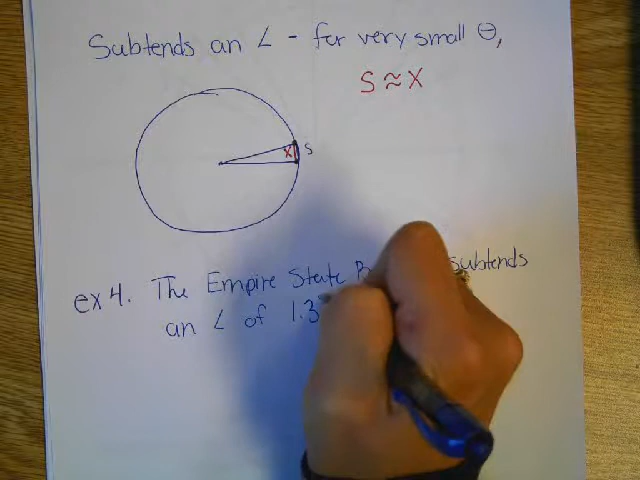 Subtends an ∠ - for very small θ,
S ≈ X
X S
ex 4. The Empire State subtends
an ∠ of 1.3